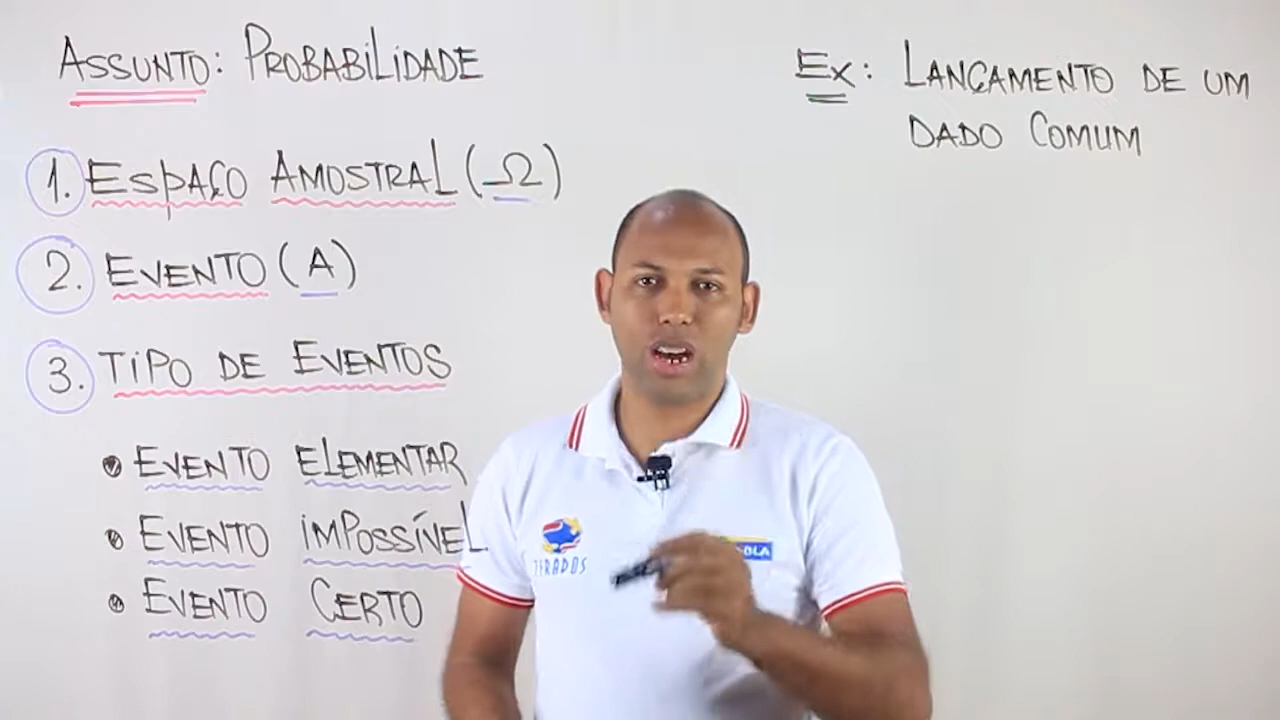 ASSUNTO: PROBABILIDADE
1. ESPAÇO AMOSTRAL (Ω)
2. EVENTO (A)
3. TIPO DE EVENTOS
• EVENTO ELEMENTAR
• EVENTO IMPOSSÍVEL
• EVENTO CERTO
EX: LANÇAMENTO DE UM
DADO COMUM